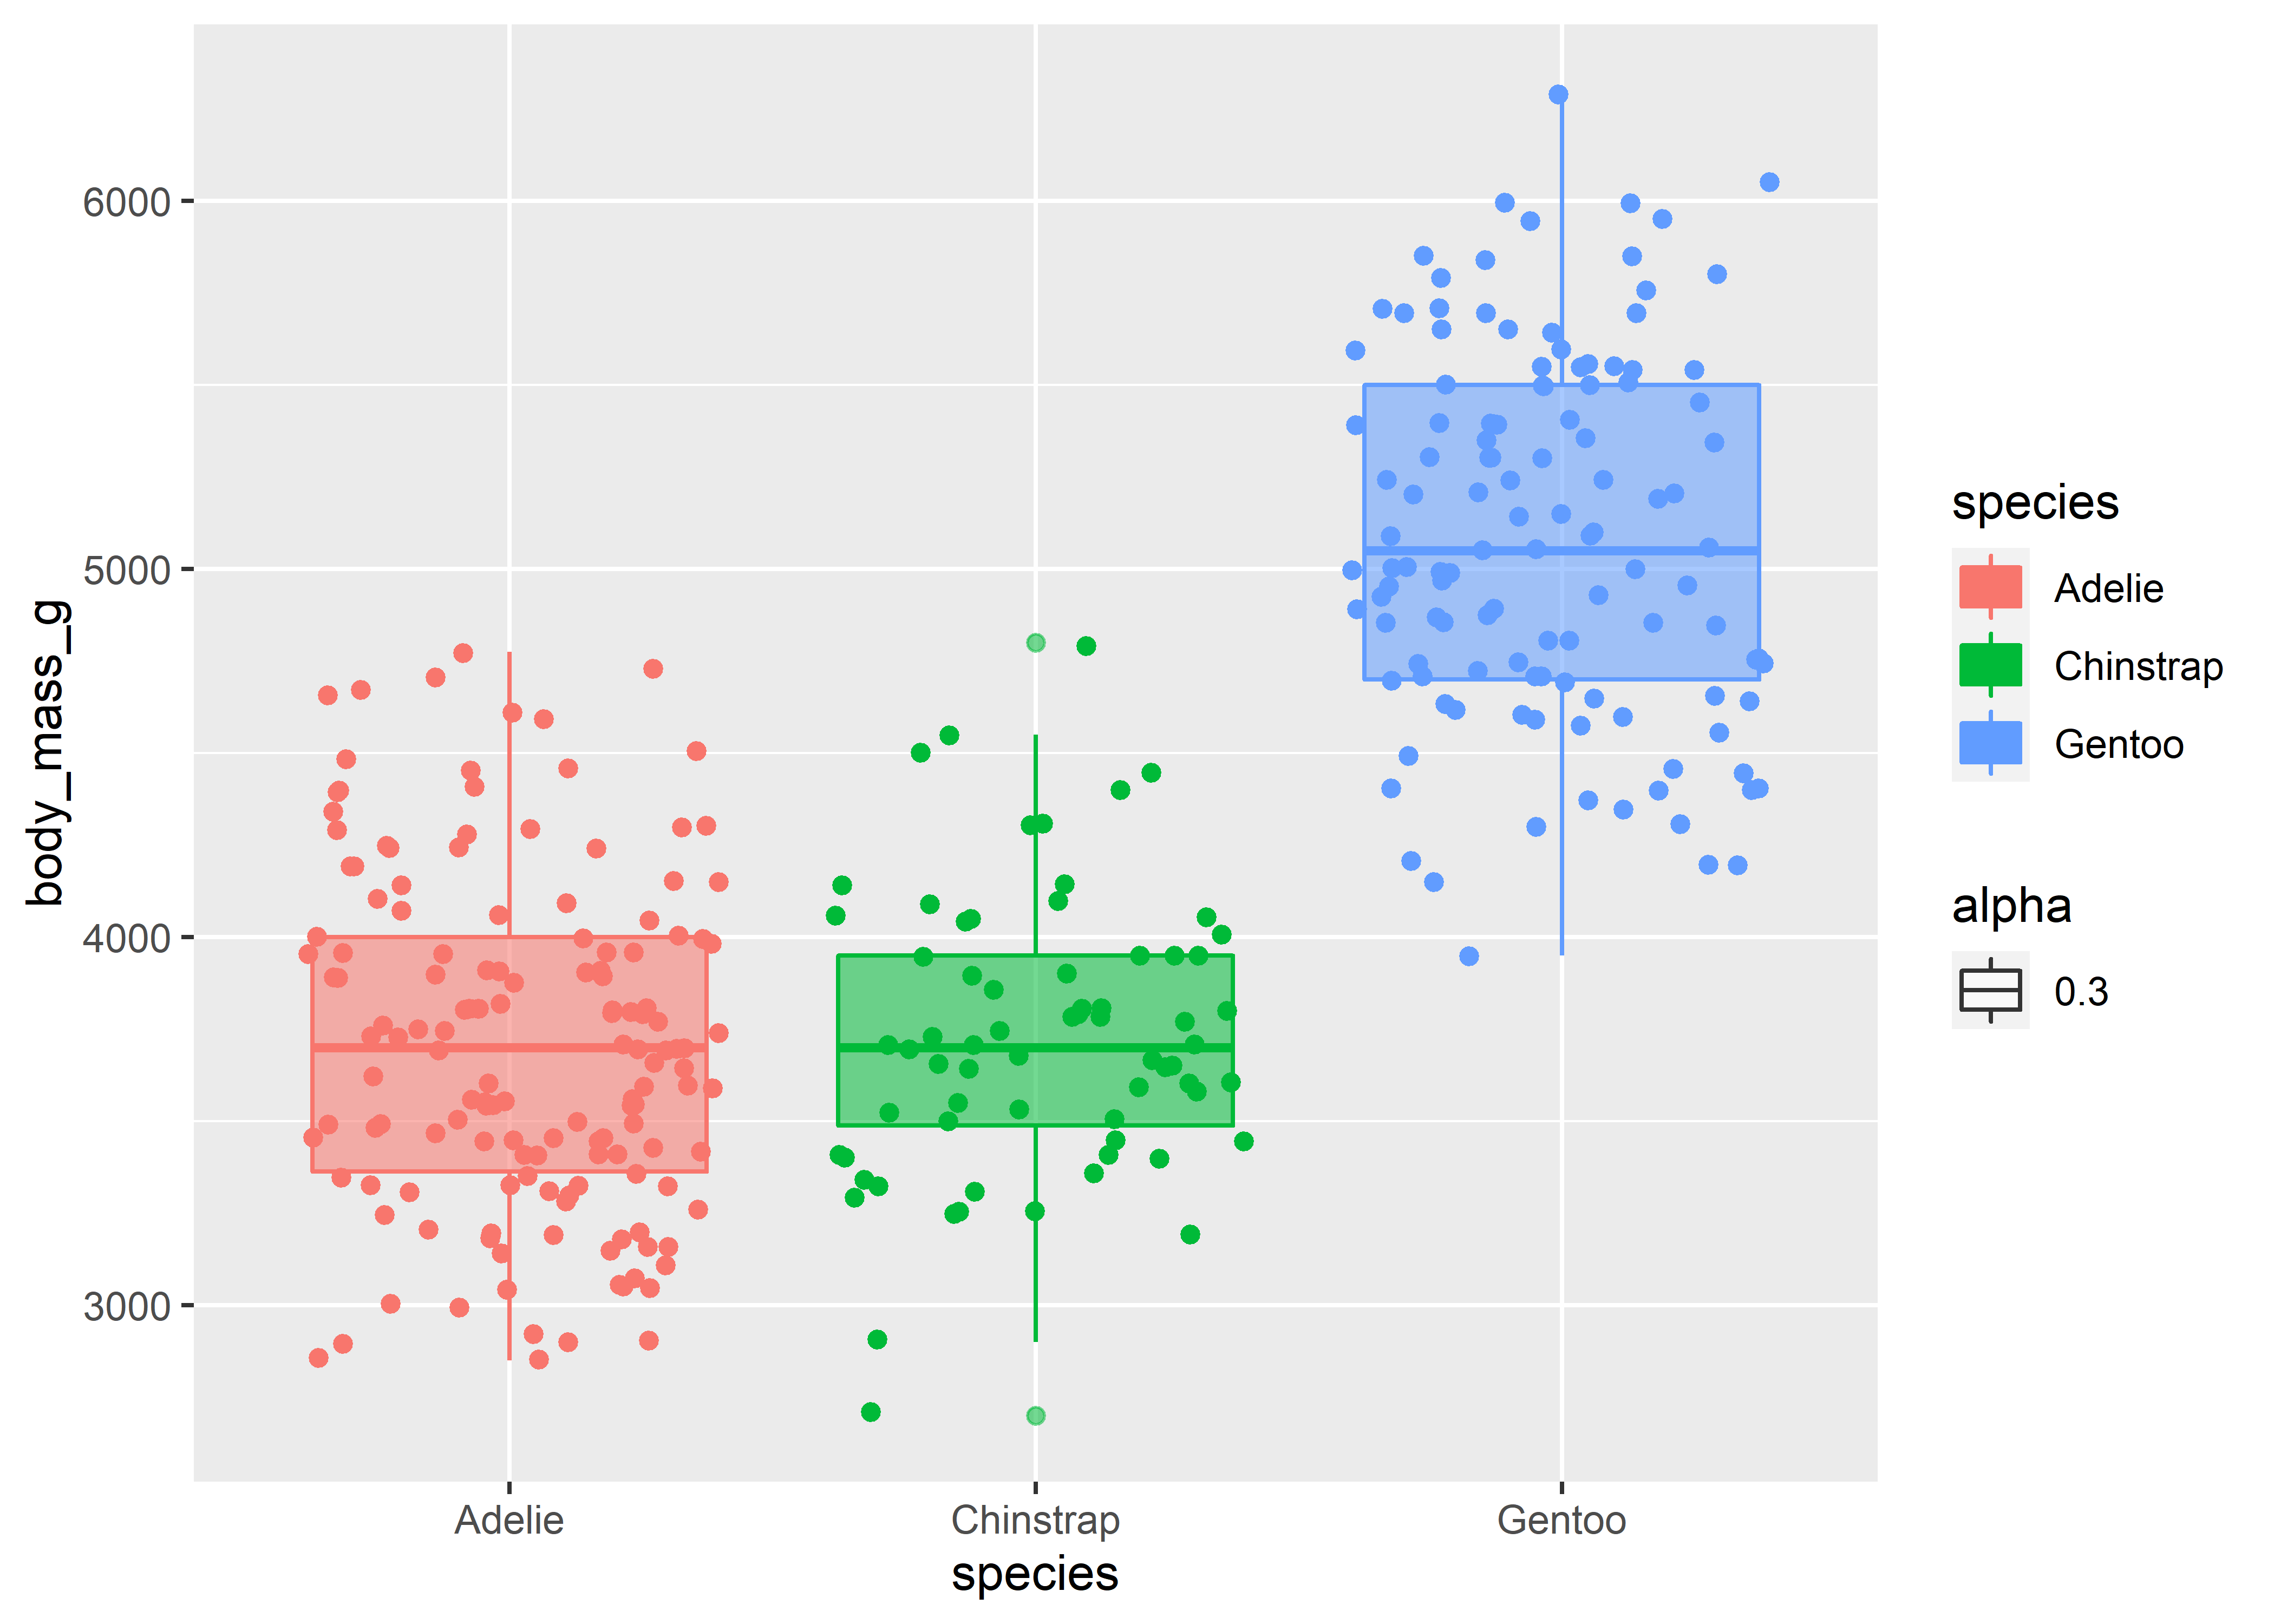 body_mass_g
6000
5000
4000
3000
Adelie
Chinstrap
Gentoo
species
species
Adelie
Chinstrap
Gentoo
alpha
0.3